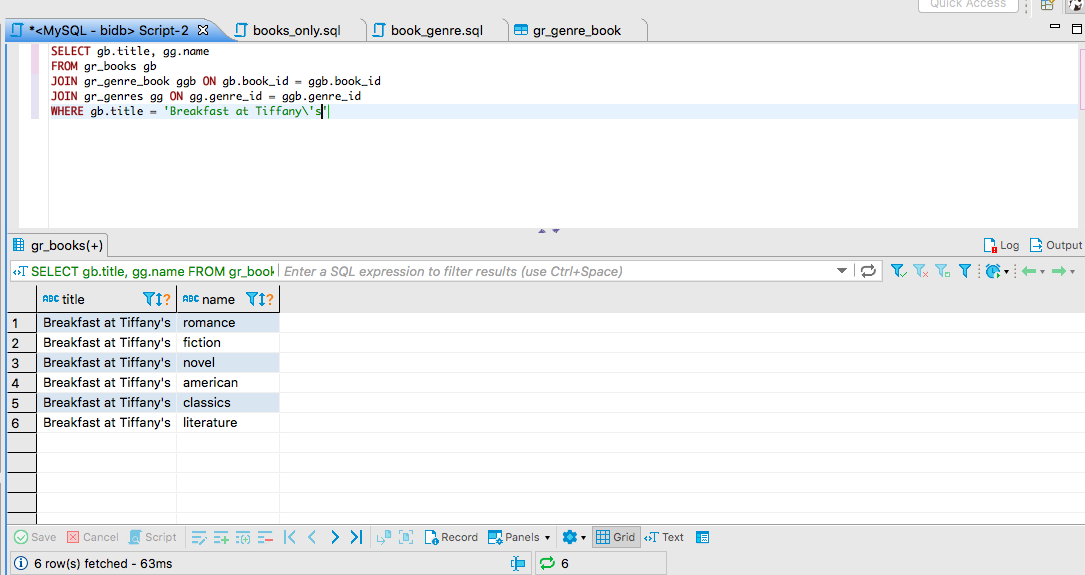 Quick Access
*<MySQL - bidb> Script-2
books_only.sql
book_genre.sql
gr_genre_book
SELECT gb.title, gg.name
FROM gr_books gb
JOIN gr_genre_book ggb ON gb.book_id = ggb.book_id
JOIN gr_genres gg ON gg.genre_id = ggb.genre_id
WHERE gb.title = 'Breakfast at Tiffany\'s'
gr_books(+)
Log
Output
SELECT gb.title, gg.name FROM gr_book
Enter a SQL expression to filter results (use Ctrl+Space)
ABC title
ABC name
1 Breakfast at Tiffany's romance
2 Breakfast at Tiffany's fiction
3 Breakfast at Tiffany's novel
4 Breakfast at Tiffany's american
5 Breakfast at Tiffany's classics
6 Breakfast at Tiffany's literature
Save
Cancel
Script
Record
Panels
Grid
Text
6 row(s) fetched - 63ms
6